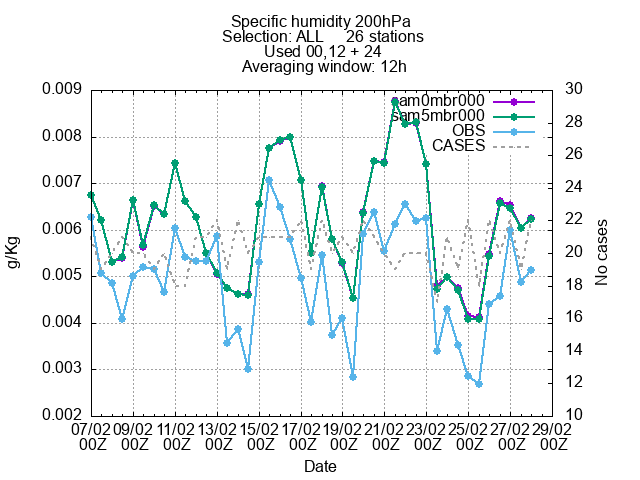 Specific humidity 200hPa
Selection: ALL 26 stations
Used 00,12 + 24
Averaging window: 12h
g/Kg
0.009
0.008
0.007
0.006
0.005
0.004
0.003
0.002
sam0mbr000
sam5mbr000
OBS
CASES
30
28
26
24
22
20
18
16
14
12
10
No cases
07/02 09/02 11/02 13/02 15/02 17/02 19/02 21/02 23/02 25/02 27/02 29/02
00Z 00Z 00Z 00Z 00Z 00Z 00Z 00Z 00Z 00Z 00Z 00Z
Date